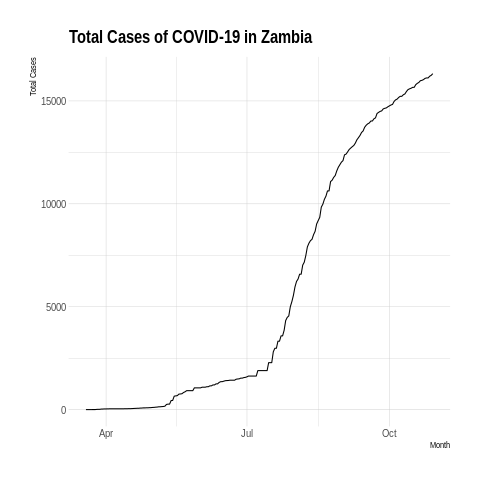 Total Cases of COVID-19 in Zambia
Total Cases
15000
10000
5000
0
Apr Jul Oct
Month